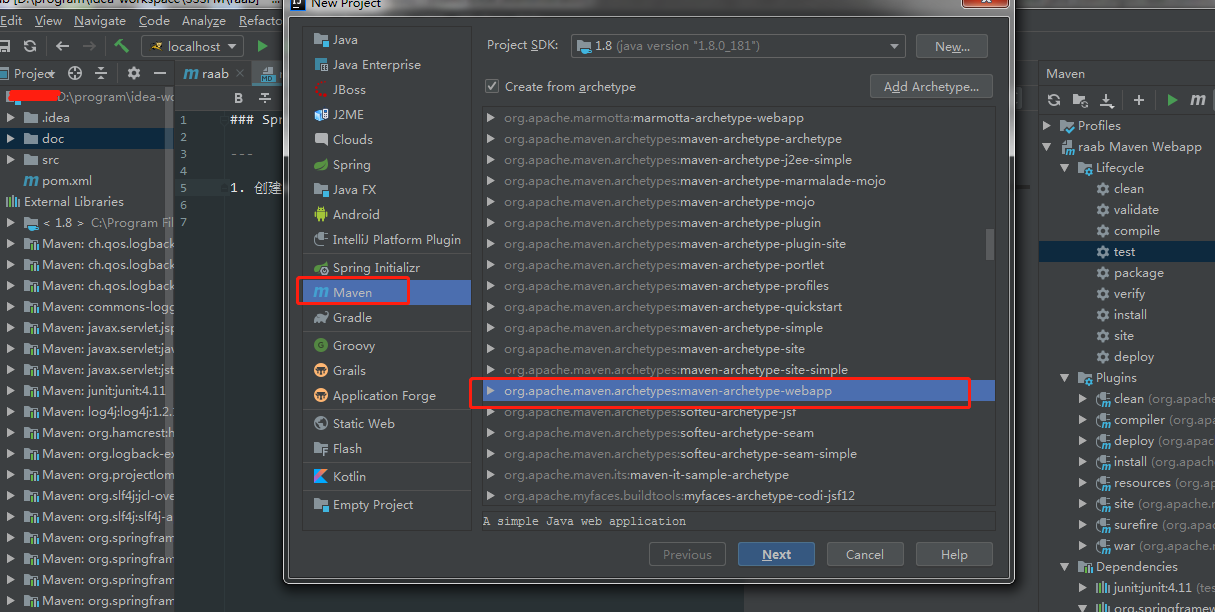 New Project
Edit View Navigate Code Analyze Refacto
localhost
Project
raab
D:\program\idea-wo
.idea
doc
src
pom.xml
External Libraries
< 1.8 > C:\Program Fil
Maven: ch.qos.logback
Maven: ch.qos.logback
Maven: ch.qos.logback
Maven: commons-logg
Maven: javax.servlet.jsp
Maven: javax.servlet:jav
Maven: javax.servlet:jst
Maven: junit:junit:4.11
Maven: log4j:log4j:1.2.
Maven: org.hamcrest:h
Maven: org.logback-ex
Maven: org.projectlom
Maven: org.slf4j:jcl-ove
Maven: org.slf4j:slf4j-a
Maven: org.springfram
Maven: org.springfram
Maven: org.springfram
Maven: org.springfram
B
1 ### Spr
2
3 ---
4
5 1. 创建
6
7
Java
Java Enterprise
JBoss
J2ME
Clouds
Spring
Java FX
Android
IntelliJ Platform Plugin
Spring Initializr
Maven
Gradle
Groovy
Grails
Application Forge
Static Web
Flash
Kotlin
Empty Project
Project SDK: 1.8 (java version "1.8.0_181") New...
Create from archetype Add Archetype...
org.apache.marmotta:marmotta-archetype-webapp
org.apache.maven.archetypes:maven-archetype-archetype
org.apache.maven.archetypes:maven-archetype-j2ee-simple
org.apache.maven.archetypes:maven-archetype-marmalade-mojo
org.apache.maven.archetypes:maven-archetype-mojo
org.apache.maven.archetypes:maven-archetype-plugin
org.apache.maven.archetypes:maven-archetype-plugin-site
org.apache.maven.archetypes:maven-archetype-portlet
org.apache.maven.archetypes:maven-archetype-profiles
org.apache.maven.archetypes:maven-archetype-quickstart
org.apache.maven.archetypes:maven-archetype-simple
org.apache.maven.archetypes:maven-archetype-site
org.apache.maven.archetypes:maven-archetype-site-simple
org.apache.maven.archetypes:maven-archetype-webapp
org.apache.maven.archetypes:softeu-archetype-jsf
org.apache.maven.archetypes:softeu-archetype-seam
org.apache.maven.archetypes:softeu-archetype-seam-simple
org.apache.maven.its:maven-it-sample-archetype
org.apache.myfaces.buildtools:myfaces-archetype-codi-jsf12
A simple Java web application
Previous Next Cancel Help
Maven
Profiles
raab Maven Webapp
Lifecycle
clean
validate
compile
test
package
verify
install
site
deploy
Plugins
clean (org.apache
compiler (org.apa
deploy (org.apac
install (org.apach
resources (org.ap
site (org.apache.m
surefire (org.apa
war (org.apache.r
Dependencies
junit:junit:4.11 (tes
org.springframew